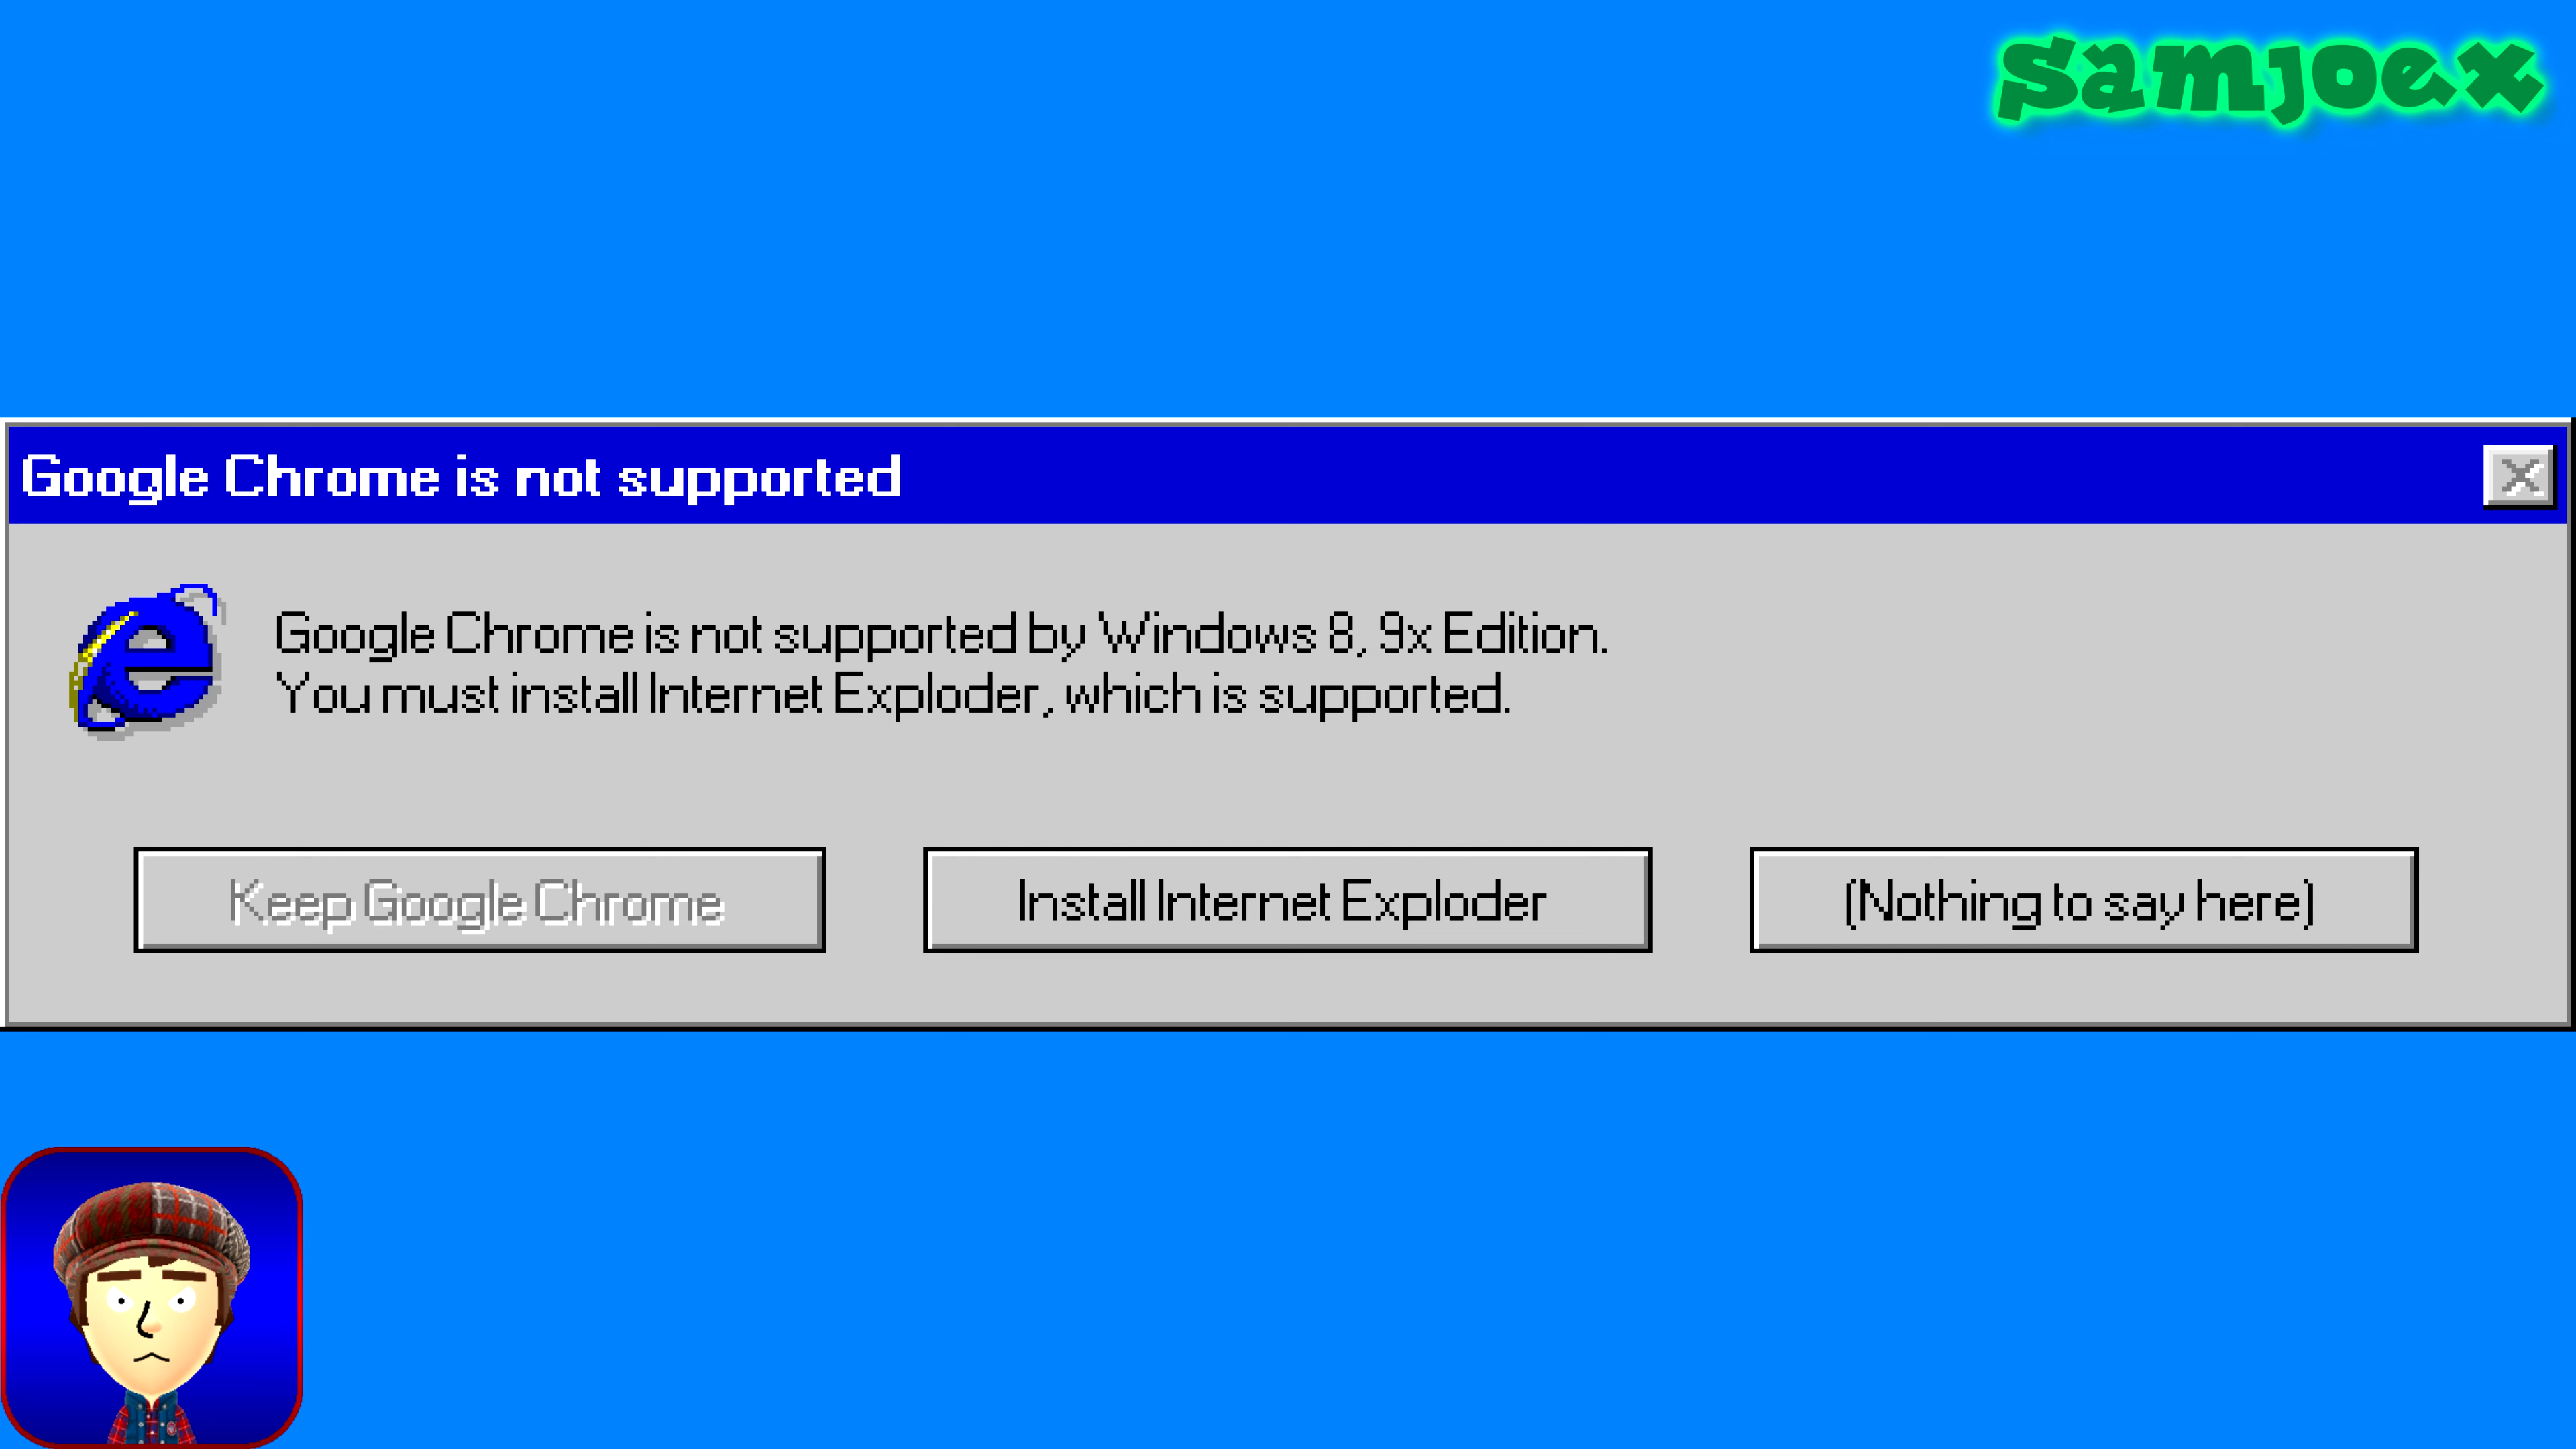 Samjoex
Google Chrome is not supported
Google Chrome is not supported by Windows 8, 9x Edition.
You must install Internet Exploder, which is supported.
Keep Google Chrome
Install Internet Exploder
(Nothing to say here)